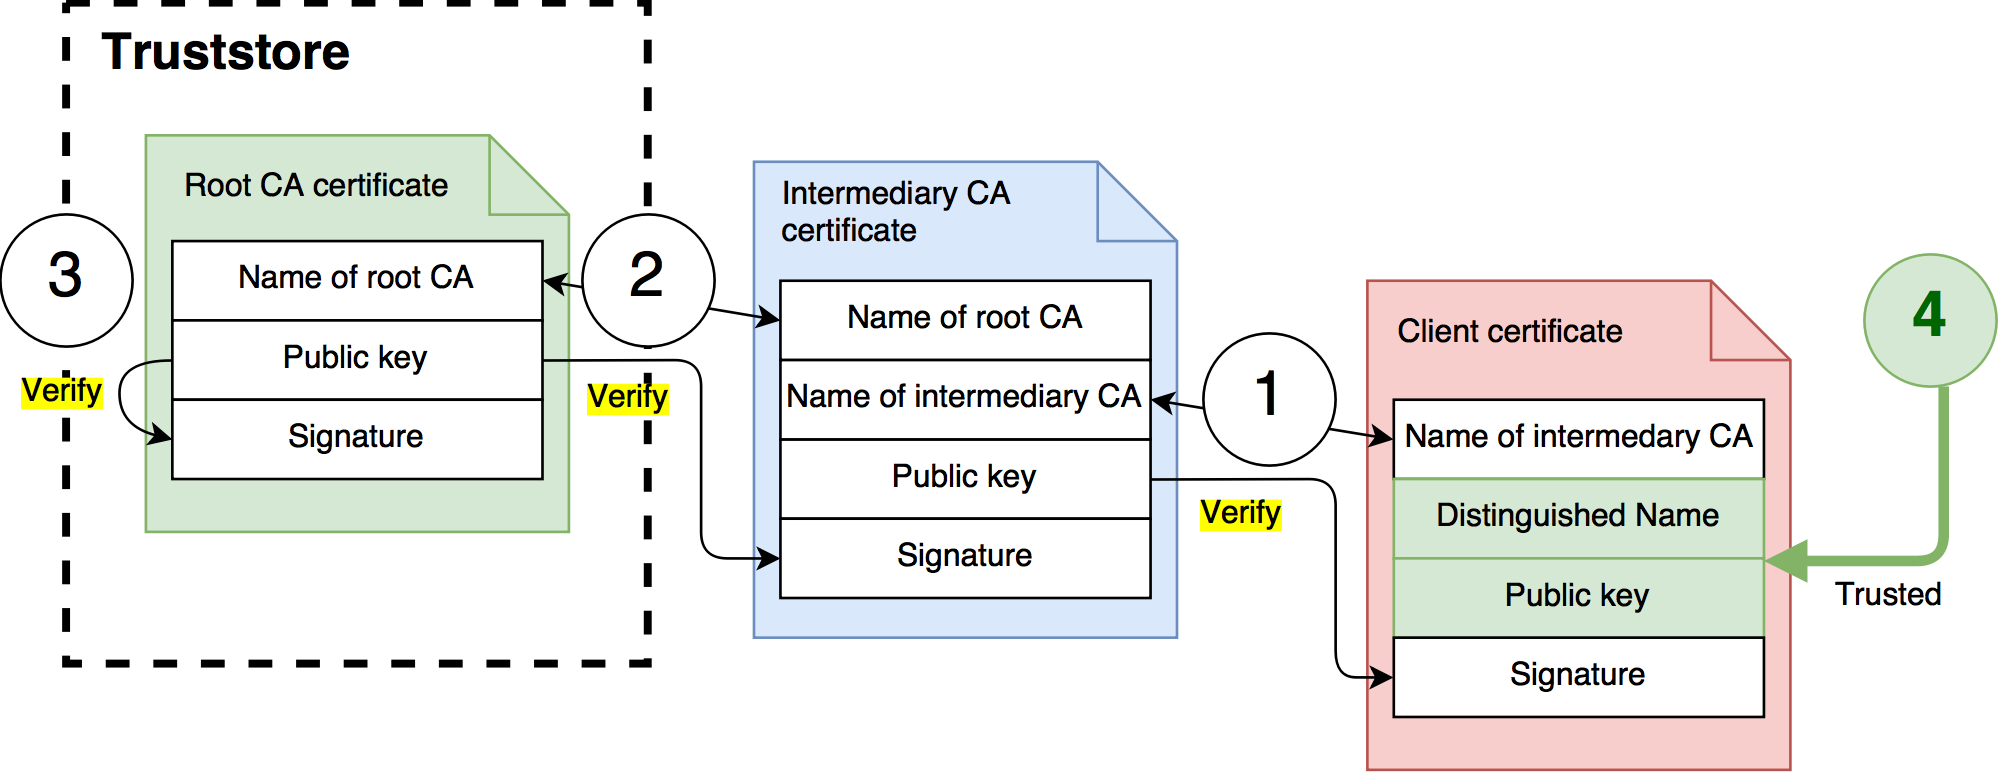 Truststore
Root CA certificate
3
Name of root CA
Public key
Signature
Verify
2
Verify
Intermediary CA
certificate
Name of root CA
Name of intermediary CA
Public key
Signature
1
Verify
Client certificate
Name of intermedary CA
Distinguished Name
Public key
Signature
4
Trusted